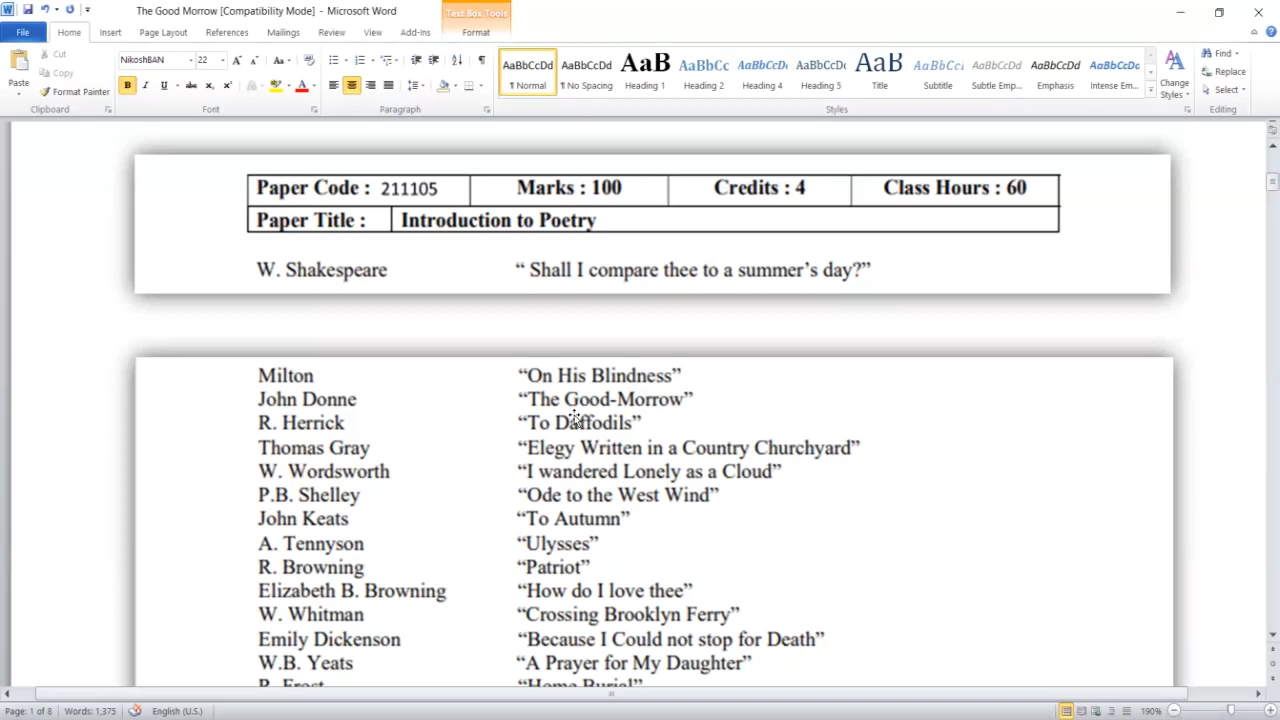 The Good Morrow [Compatibility Mode] - Microsoft Word
Text Box Tools
File Home Insert Page Layout References Mailings Review View Add-Ins Format
Paste
Cut
Copy
Format Painter
Clipboard
NikoshBAN 22
Font
Paragraph
AaBbCcDd AaBbCcDd AaB AaBbCc AaBbCcDi AaBbCcDd AaB AaBbCci AaBbCcDd AaBbCcDd AaBbCcDc
¶ Normal ¶ No Spacing Heading 1 Heading 2 Heading 4 Heading 5 Title Subtitle Subtle Emp... Emphasis Intense Em...
Styles
Change
Styles
Find
Replace
Select
Editing
Paper Code : 211105 Marks : 100 Credits : 4 Class Hours : 60
Paper Title : Introduction to Poetry
W. Shakespeare “ Shall I compare thee to a summer’s day?”
Milton “On His Blindness”
John Donne “The Good-Morrow”
R. Herrick “To Daffodils”
Thomas Gray “Elegy Written in a Country Churchyard”
W. Wordsworth “I wandered Lonely as a Cloud”
P.B. Shelley “Ode to the West Wind”
John Keats “To Autumn”
A. Tennyson “Ulysses”
R. Browning “Patriot”
Elizabeth B. Browning “How do I love thee”
W. Whitman “Crossing Brooklyn Ferry”
Emily Dickenson “Because I Could not stop for Death”
W.B. Yeats “A Prayer for My Daughter”
R. Frost “Home Burial”
Page: 1 of 8 Words: 1,375 English (U.S.) 190%